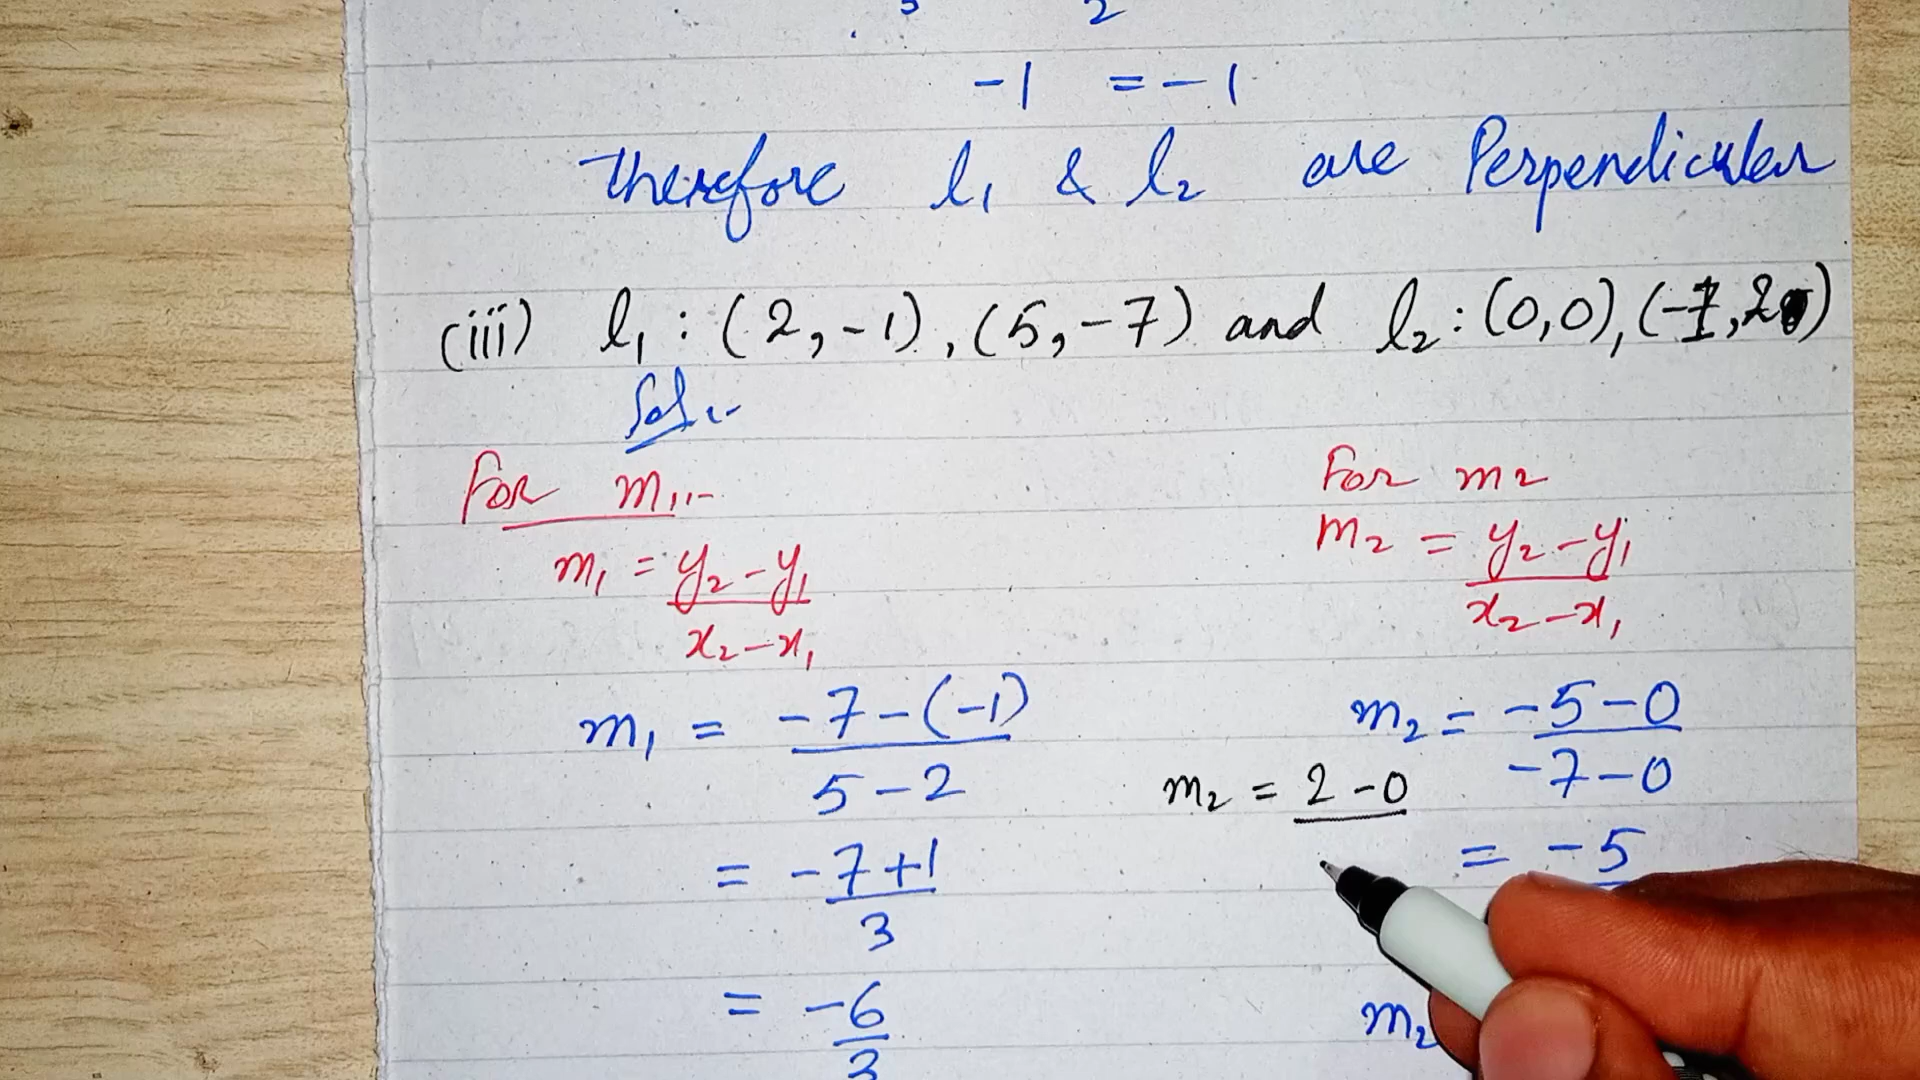 -1 = -1
Therefore l₁ & l₂ are Perpendicular
(iii) l₁ : (2, -1), (5, -7) and l₂ : (0,0), (-1, 2)
Sol:-
For m₁:-
For m₂
m₁ = y₂ - y₁ / x₂ - x₁
m₂ = y₂ - y₁ / x₂ - x₁
m₁ = -7 - (-1) / 5 - 2
m₂ = -5 - 0 / -7 - 0
m₂ = 2 - 0
= -7 + 1 / 3
= -5
= -6 / 3
m₂